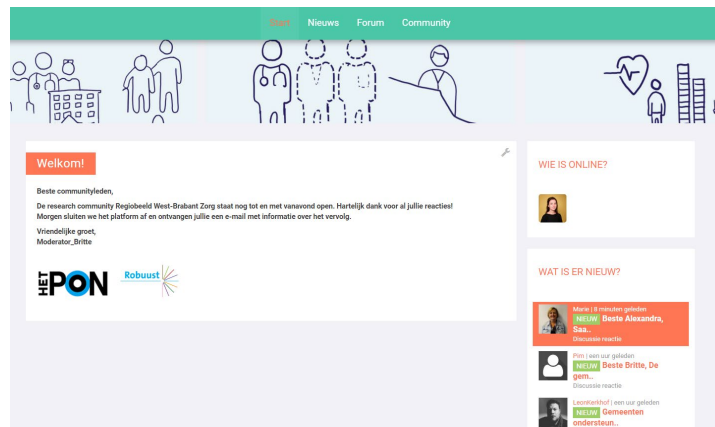 Start Nieuws Forum Community
Welkom!
Beste communityleden,
De research community Regiobeeld West-Brabant Zorg staat nog tot en met vanavond open. Hartelijk dank voor al jullie reacties!
Morgen sluiten we het platform af en ontvangen jullie een e-mail met informatie over het vervolg.
Vriendelijke groet,
Moderator_Britte
HET PON
Robuust
WIE IS ONLINE?
WAT IS ER NIEUW?
Marie | 8 minuten geleden
NIEUW Beste Alexandra,
Saa..
Discussie reactie
Pim | een uur geleden
NIEUW Beste Britte, De
gem..
Discussie reactie
LeonKerkhof | een uur geleden
NIEUW Gemeenten
ondersteun..